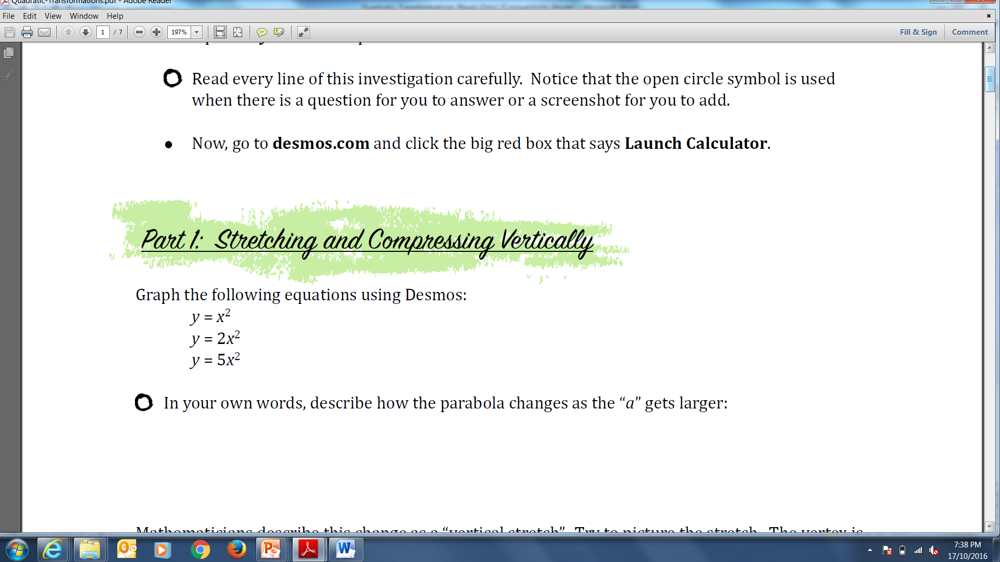 Quadratic-Transformations.pdf - Adobe Reader
File Edit View Window Help
1 / 7 197% Fill & Sign Comment
Read every line of this investigation carefully. Notice that the open circle symbol is used
when there is a question for you to answer or a screenshot for you to add.
● Now, go to desmos.com and click the big red box that says Launch Calculator.
Part 1: Stretching and Compressing Vertically
Graph the following equations using Desmos:
y = x²
y = 2x²
y = 5x²
In your own words, describe how the parabola changes as the “a” gets larger:
Mathematicians describe this change as a “vertical stretch”. Try to picture the stretch. The vertex is
7:38 PM
17/10/2016